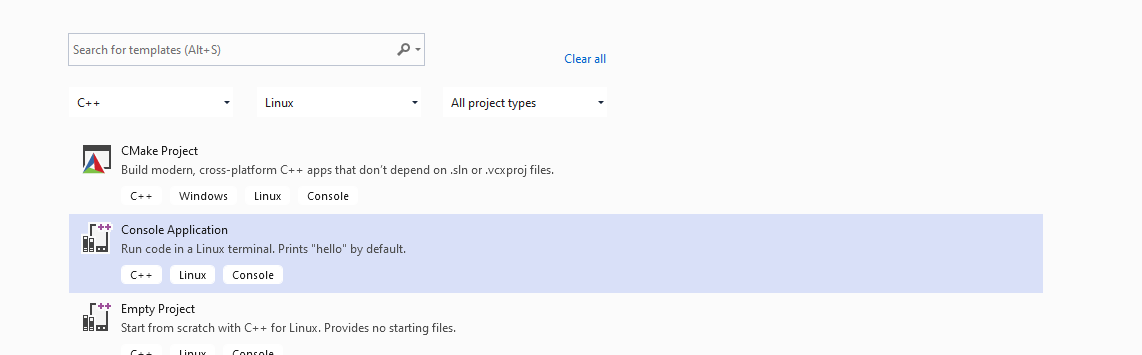 Search for templates (Alt+S)
Clear all
C++
Linux
All project types
CMake Project
Build modern, cross-platform C++ apps that don't depend on .sln or .vcxproj files.
C++ Windows Linux Console
Console Application
Run code in a Linux terminal. Prints "hello" by default.
C++ Linux Console
Empty Project
Start from scratch with C++ for Linux. Provides no starting files.
C++ Linux Console